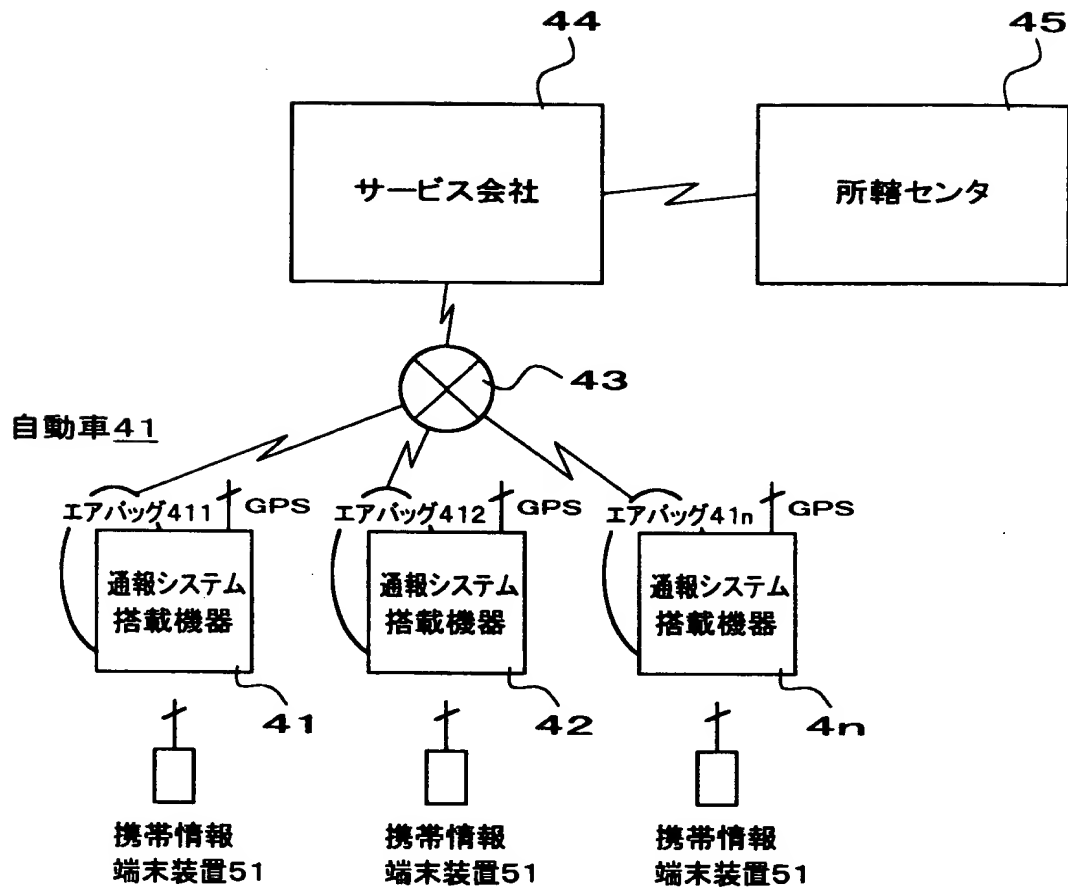 44
45
サービス会社
所轄センタ
43
自動車41
エアバッグ411
GPS
エアバッグ412
GPS
エアバッグ41n
GPS
通報システム
搭載機器
通報システム
搭載機器
通報システム
搭載機器
41
42
4n
携帯情報
端末装置51
携帯情報
端末装置51
携帯情報
端末装置51